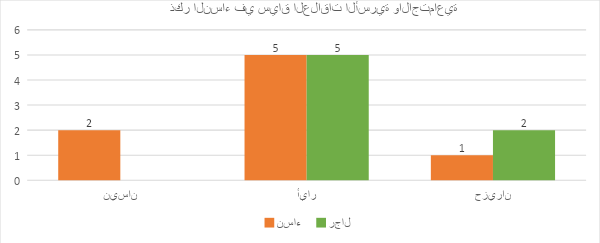 ذكر النساء في سياق العلاقات الأسرية والاجتماعية
6
5
4
3
2
1
0
2
5
5
1
2
نيسان
أيار
حزيران
نساء
رجال